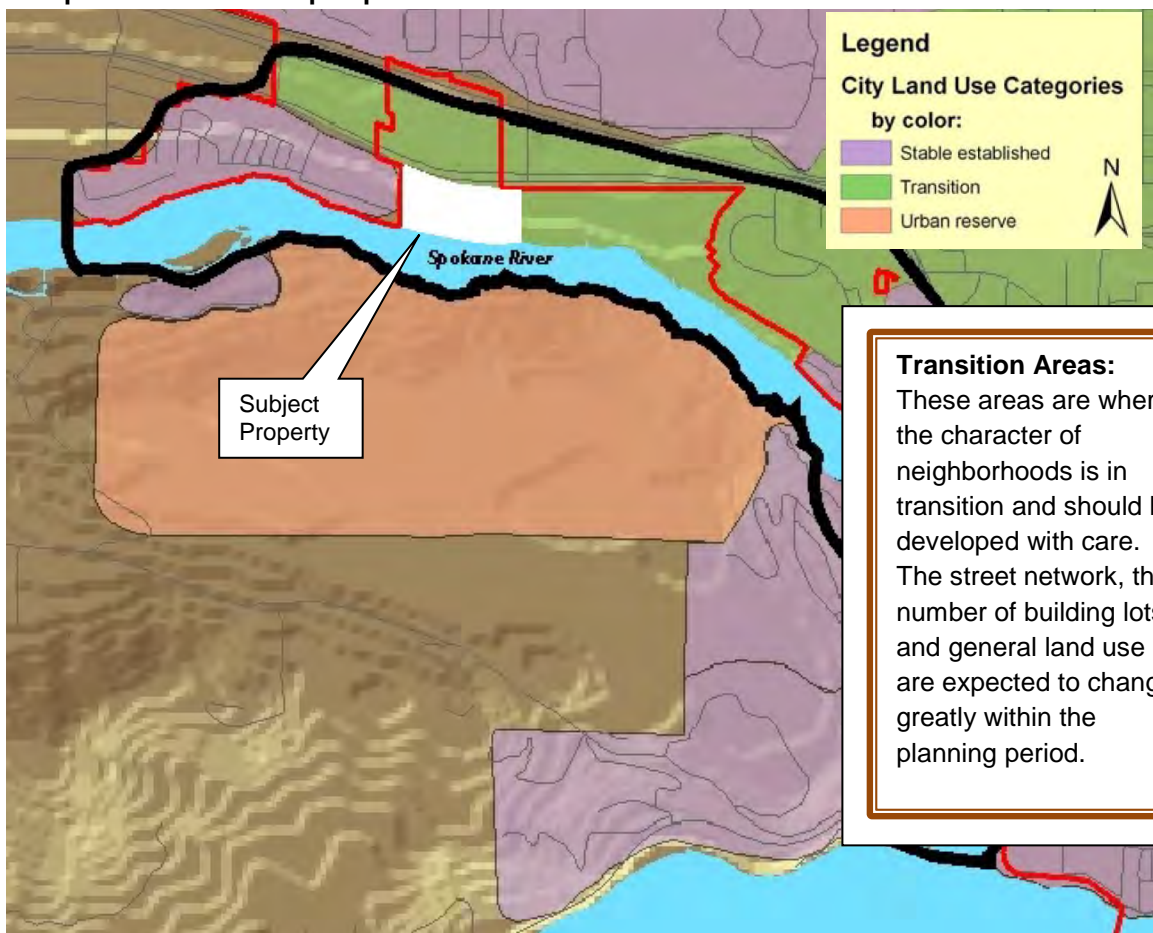 Legend
City Land Use Categories
by color:
Stable established
Transition
Urban reserve
N
Spokane River
Subject
Property
Transition Areas:
These areas are wher
the character of
neighborhoods is in
transition and should
developed with care.
The street network, th
number of building lots
and general land use
are expected to chang
greatly within the
planning period.